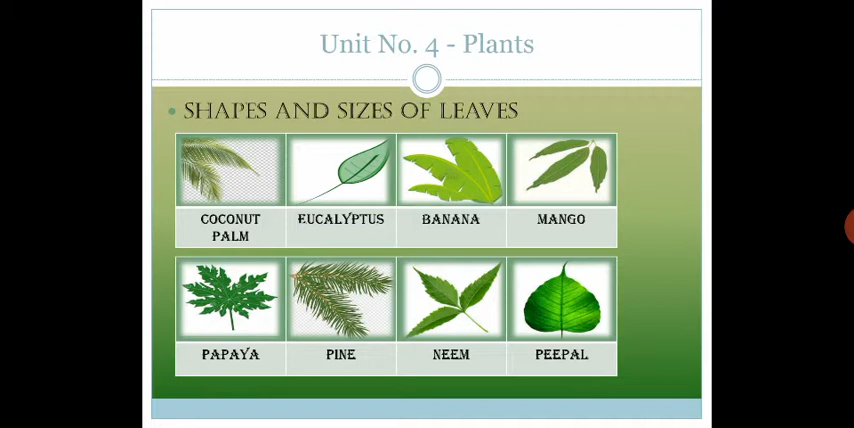 Unit No. 4 - Plants
SHAPES AND SIZES OF LEAVES
COCONUT
PALM
EUCALYPTUS
BANANA
MANGO
PAPAYA
PINE
NEEM
PEEPAL